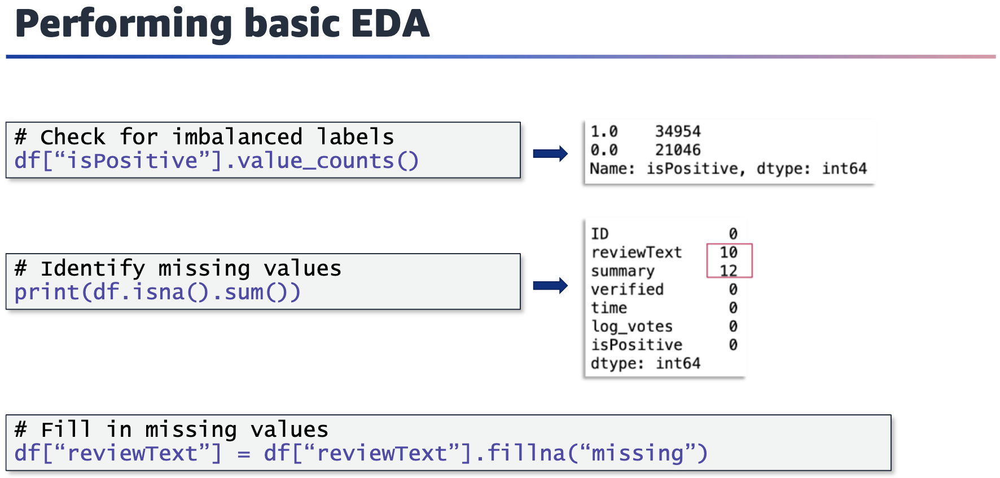 Performing basic EDA
# Check for imbalanced labels
df[“isPositive”].value_counts()
1.0    34954
0.0    21046
Name: isPositive, dtype: int64
# Identify missing values
print(df.isna().sum())
ID               0
reviewText    10
summary       12
verified       0
time           0
log_votes      0
isPositive     0
dtype: int64
# Fill in missing values
df[“reviewText”] = df[“reviewText”].fillna(“missing”)